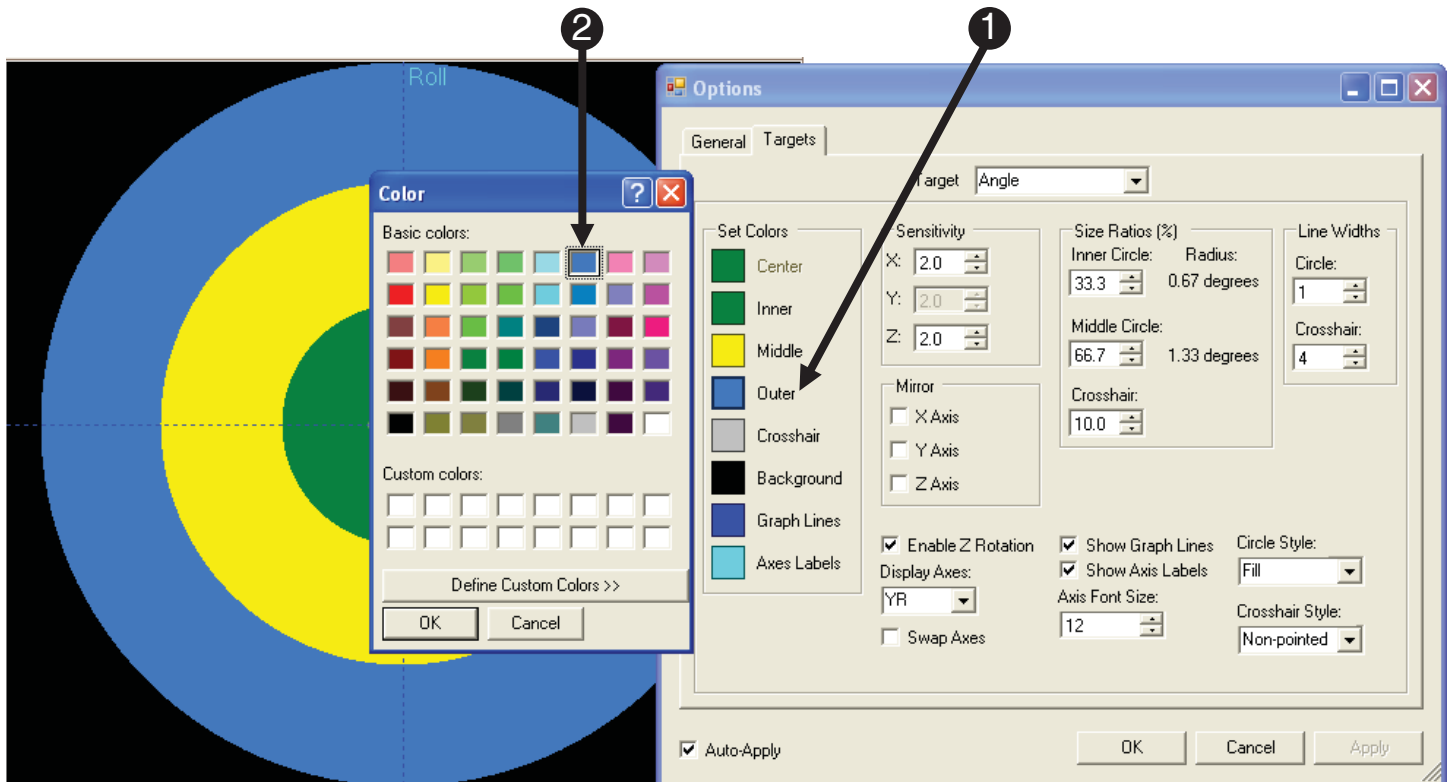 2
1
Roll
Options
General
Targets
Target
Angle
Color
Basic colors:
Custom colors:
Define Custom Colors >>
OK
Cancel
Set Colors
Center
Inner
Middle
Outer
Crosshair
Background
Graph Lines
Axes Labels
Sensitivity
X: 2.0
Y: 2.0
Z: 2.0
Mirror
X Axis
Y Axis
Z Axis
Size Ratios (%)
Inner Circle: Radius:
33.3 0.67 degrees
Middle Circle:
66.7 1.33 degrees
Crosshair:
10.0
Line Widths
Circle:
1
Crosshair:
4
Enable Z Rotation
Display Axes:
YR
Swap Axes
Show Graph Lines
Show Axis Labels
Axis Font Size:
12
Circle Style:
Fill
Crosshair Style:
Non-pointed
Auto-Apply
OK
Cancel
Apply